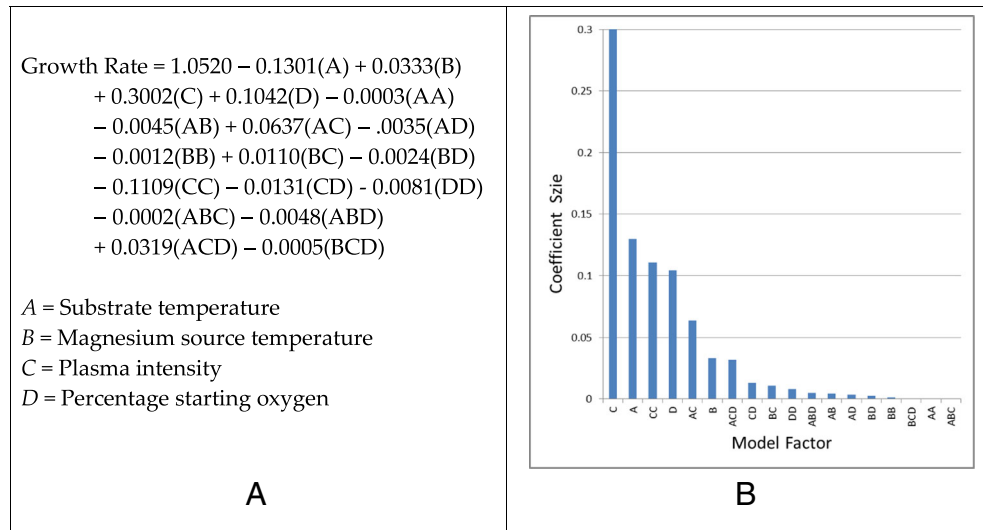 Growth Rate = 1.0520 – 0.1301(A) + 0.0333(B)
+ 0.3002(C) + 0.1042(D) – 0.0003(AA)
– 0.0045(AB) + 0.0637(AC) – .0035(AD)
– 0.0012(BB) + 0.0110(BC) – 0.0024(BD)
– 0.1109(CC) – 0.0131(CD) - 0.0081(DD)
– 0.0002(ABC) – 0.0048(ABD)
+ 0.0319(ACD) – 0.0005(BCD)
A = Substrate temperature
B = Magnesium source temperature
C = Plasma intensity
D = Percentage starting oxygen
A
0.3
0.25
0.2
0.15
0.1
0.05
0
Coefficient Szie
C A CC D AC B ACD CD BC DD ABD AB AD BD BB BCD AA ABC
Model Factor
B